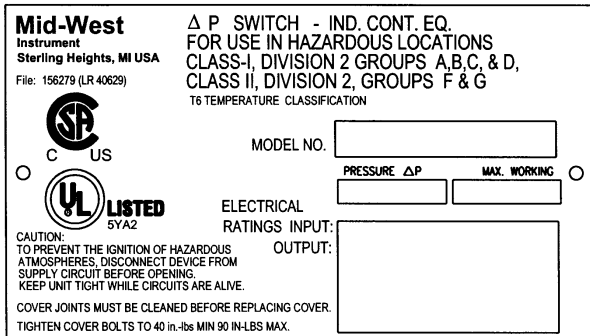 Mid-West
Instrument
Sterling Heights, MI USA
File: 156279 (LR 40629)
Δ P SWITCH - IND. CONT. EQ.
FOR USE IN HAZARDOUS LOCATIONS
CLASS-I, DIVISION 2 GROUPS A,B,C, & D,
CLASS II, DIVISION 2, GROUPS F & G
T6 TEMPERATURE CLASSIFICATION
SA
C US
MODEL NO.
PRESSURE ΔP
MAX. WORKING
UL ® LISTED
5YA2
ELECTRICAL
RATINGS INPUT:
OUTPUT:
CAUTION:
TO PREVENT THE IGNITION OF HAZARDOUS
ATMOSPHERES, DISCONNECT DEVICE FROM
SUPPLY CIRCUIT BEFORE OPENING.
KEEP UNIT TIGHT WHILE CIRCUITS ARE ALIVE.
COVER JOINTS MUST BE CLEANED BEFORE REPLACING COVER.
TIGHTEN COVER BOLTS TO 40 in.-lbs MIN 90 IN-LBS MAX.